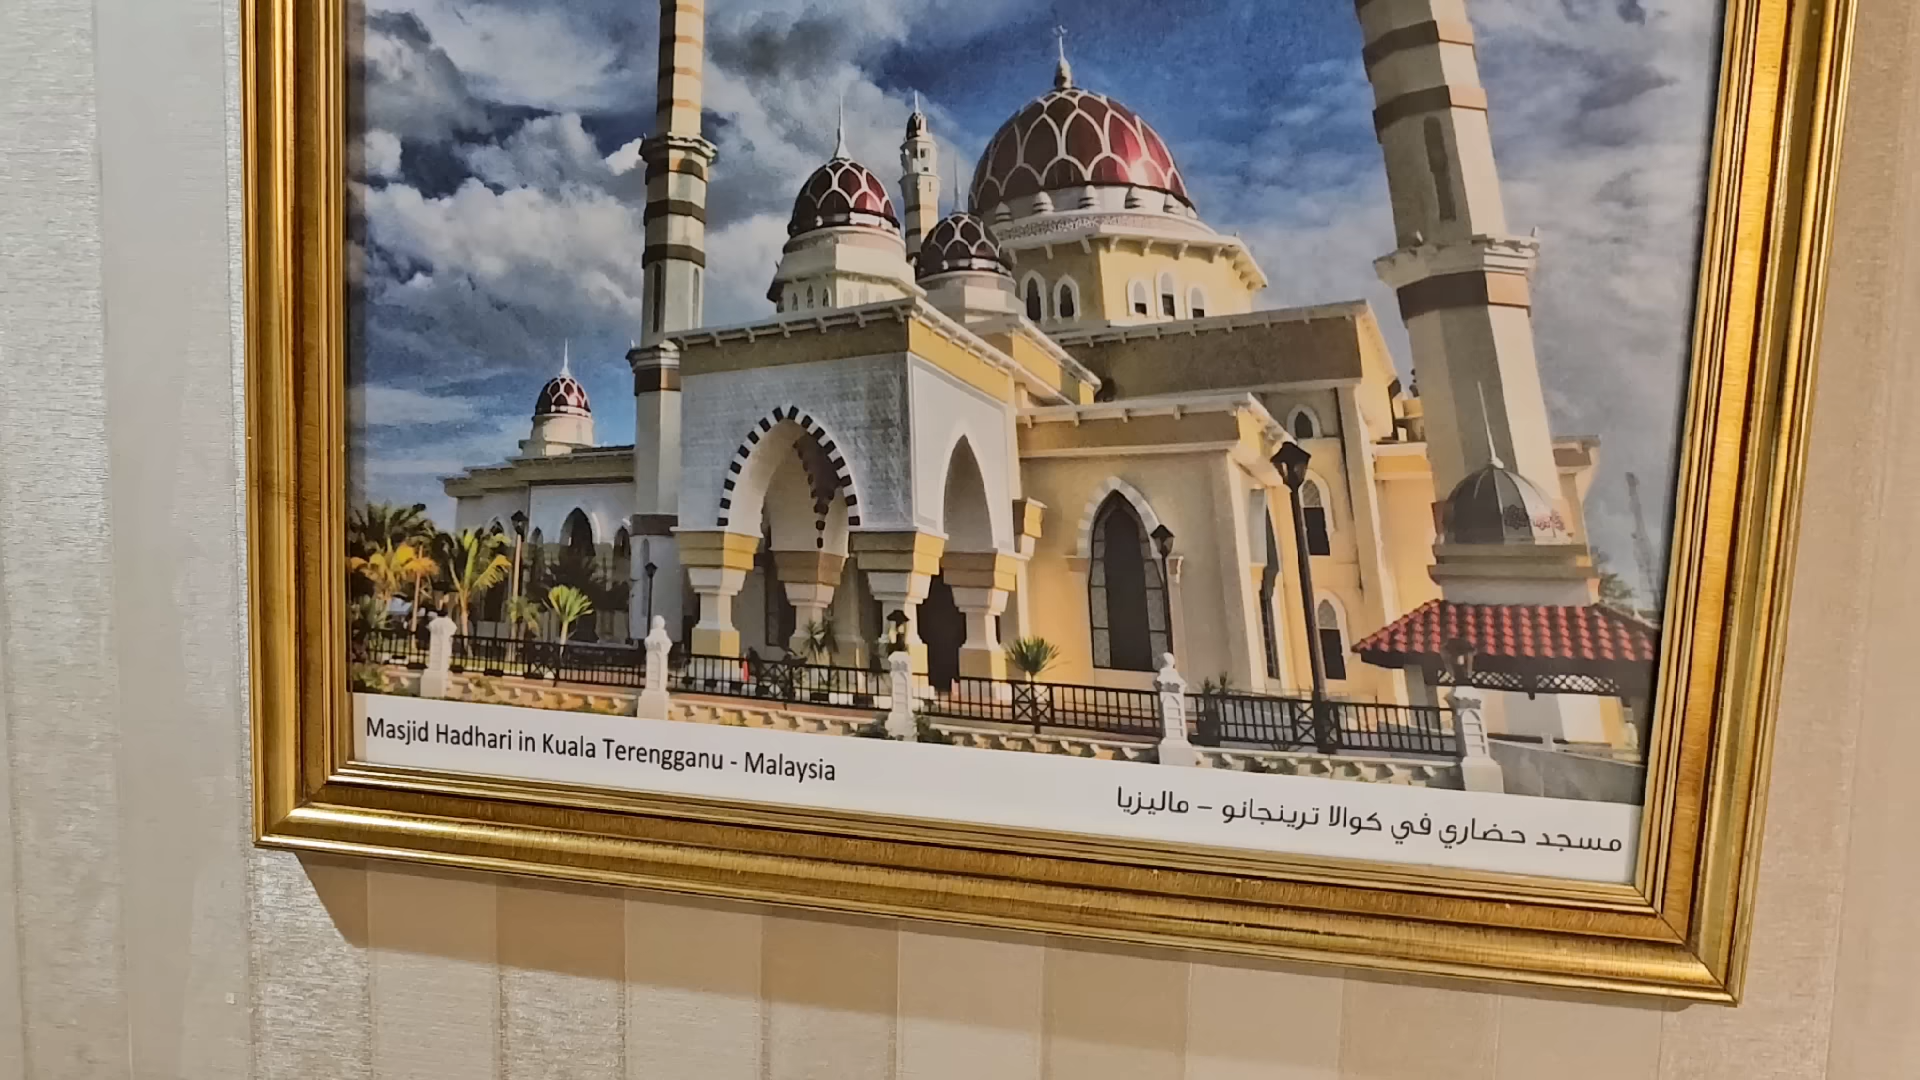 Masjid Hadhari in Kuala Terengganu - Malaysia
مسجد حضاري في كوالا ترينجانو – ماليزيا